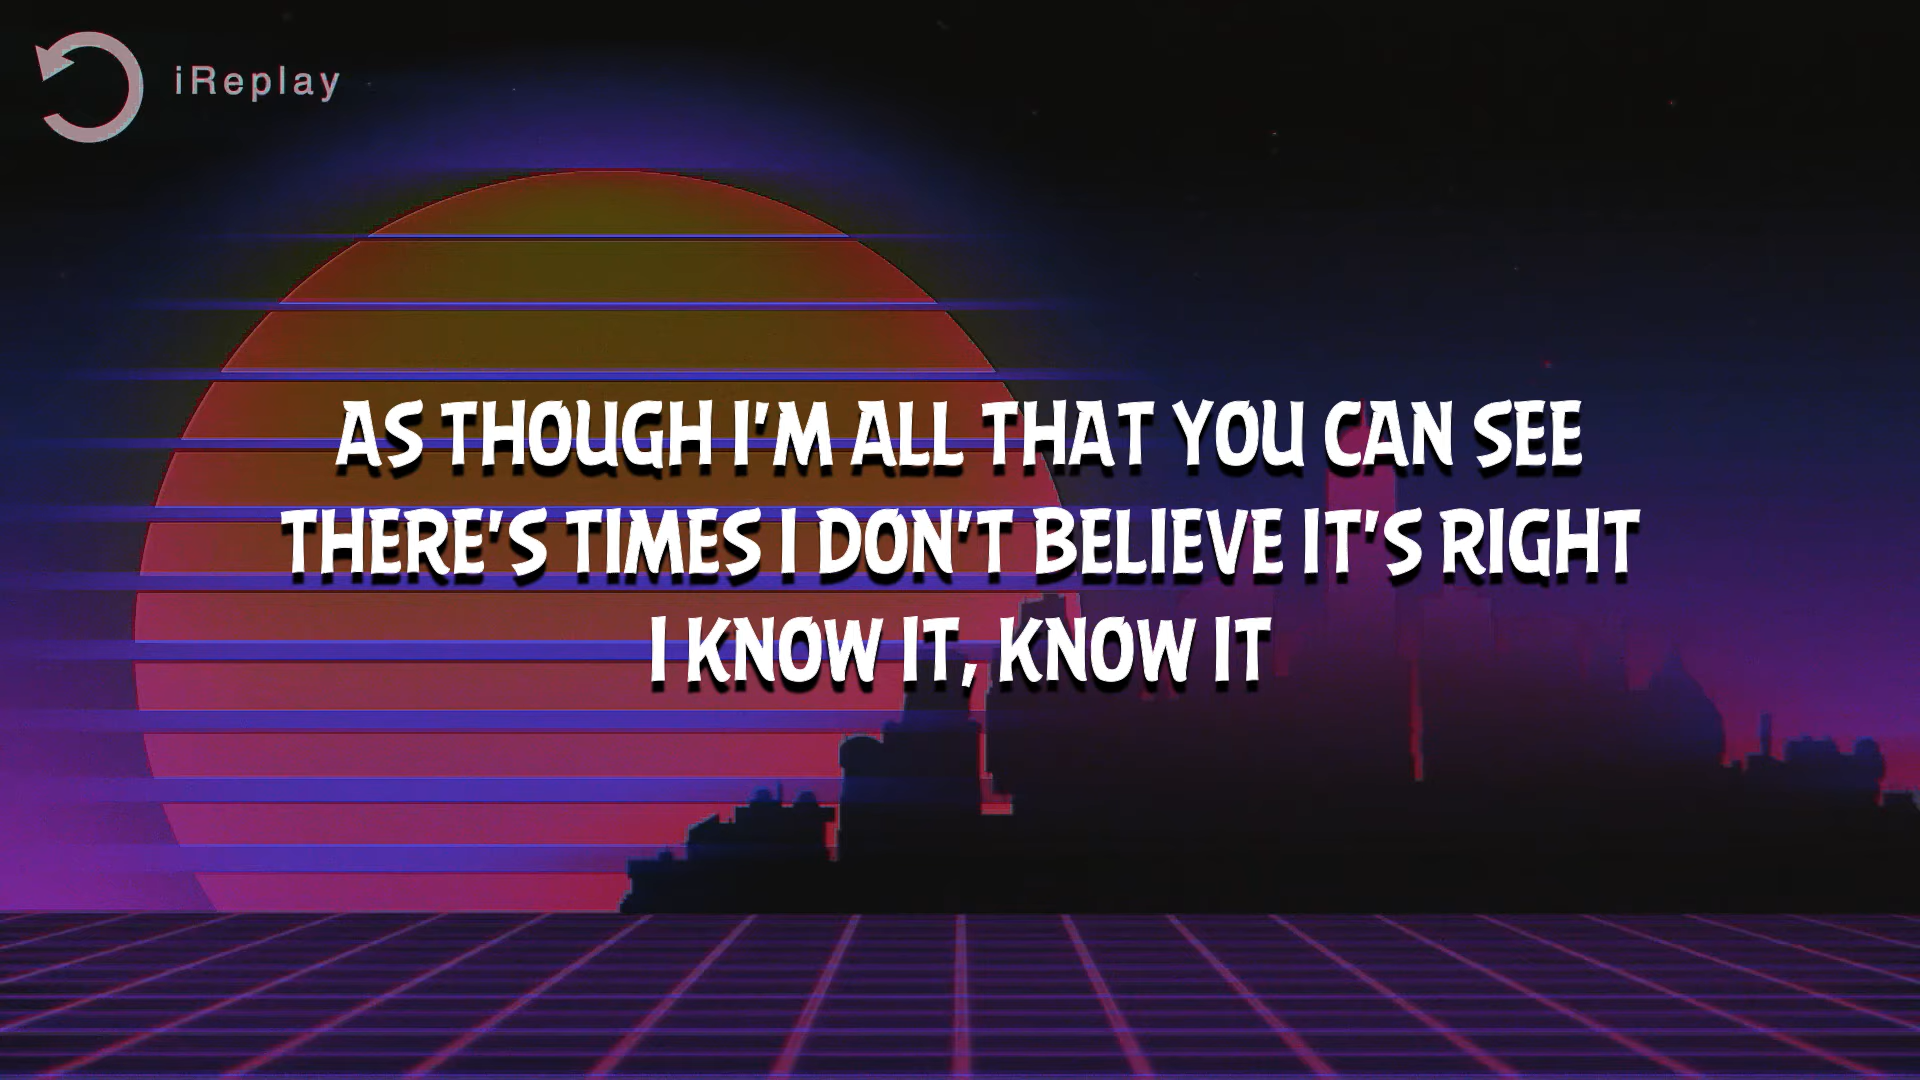 iReplay
AS THOUGH I'M ALL THAT YOU CAN SEE
THERE'S TIMES I DON'T BELIEVE IT'S RIGHT
I KNOW IT, KNOW IT